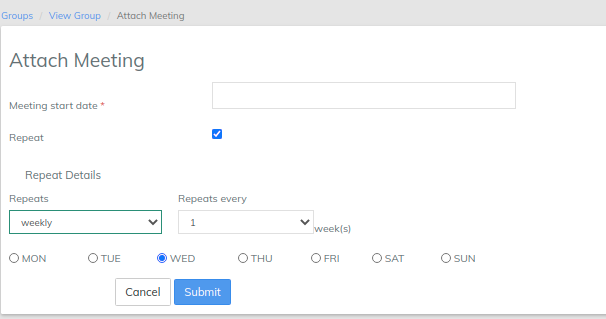 Groups / View Group / Attach Meeting
Attach Meeting
Meeting start date *
Repeat
Repeat Details
Repeats Repeats every
weekly 1 week(s)
MON TUE WED THU FRI SAT SUN
Cancel Submit